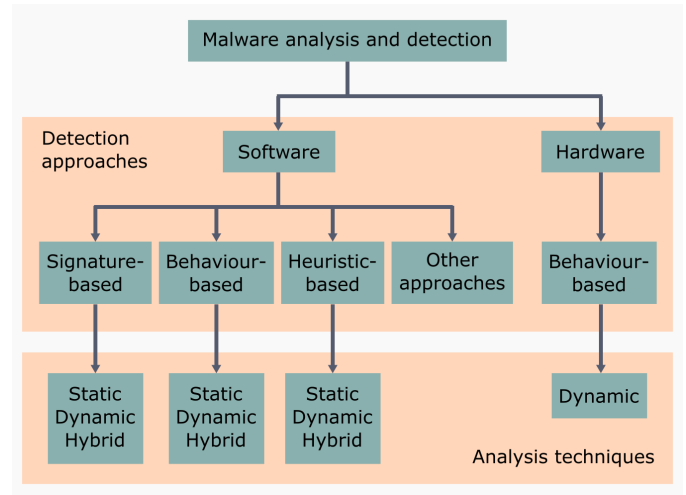 Malware analysis and detection
Detection
approaches
Software
Hardware
Signature-
based
Behaviour-
based
Heuristic-
based
Other
approaches
Behaviour-
based
Static
Dynamic
Hybrid
Static
Dynamic
Hybrid
Static
Dynamic
Hybrid
Dynamic
Analysis techniques